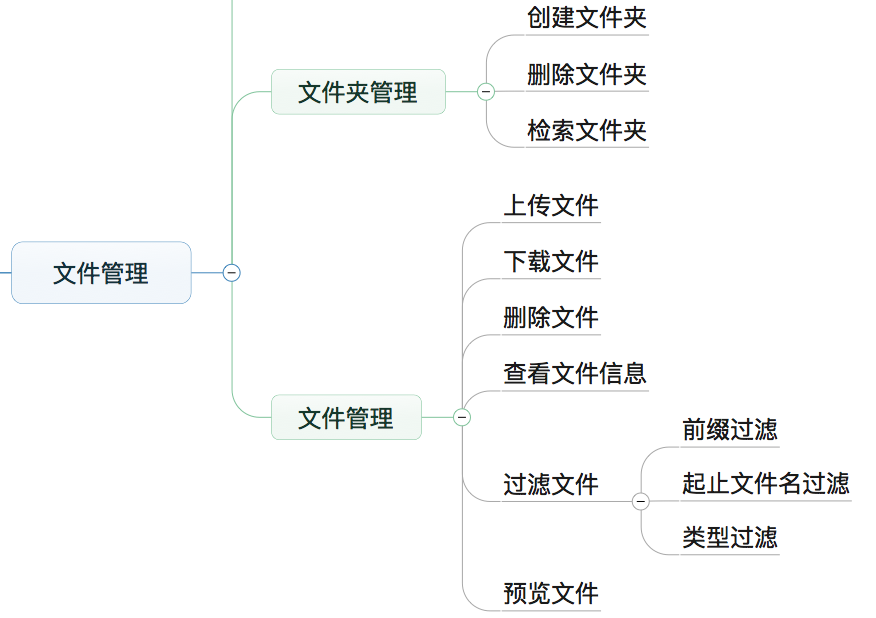 文件管理
文件夹管理
创建文件夹
删除文件夹
检索文件夹
文件管理
上传文件
下载文件
删除文件
查看文件信息
过滤文件
前缀过滤
起止文件名过滤
类型过滤
预览文件